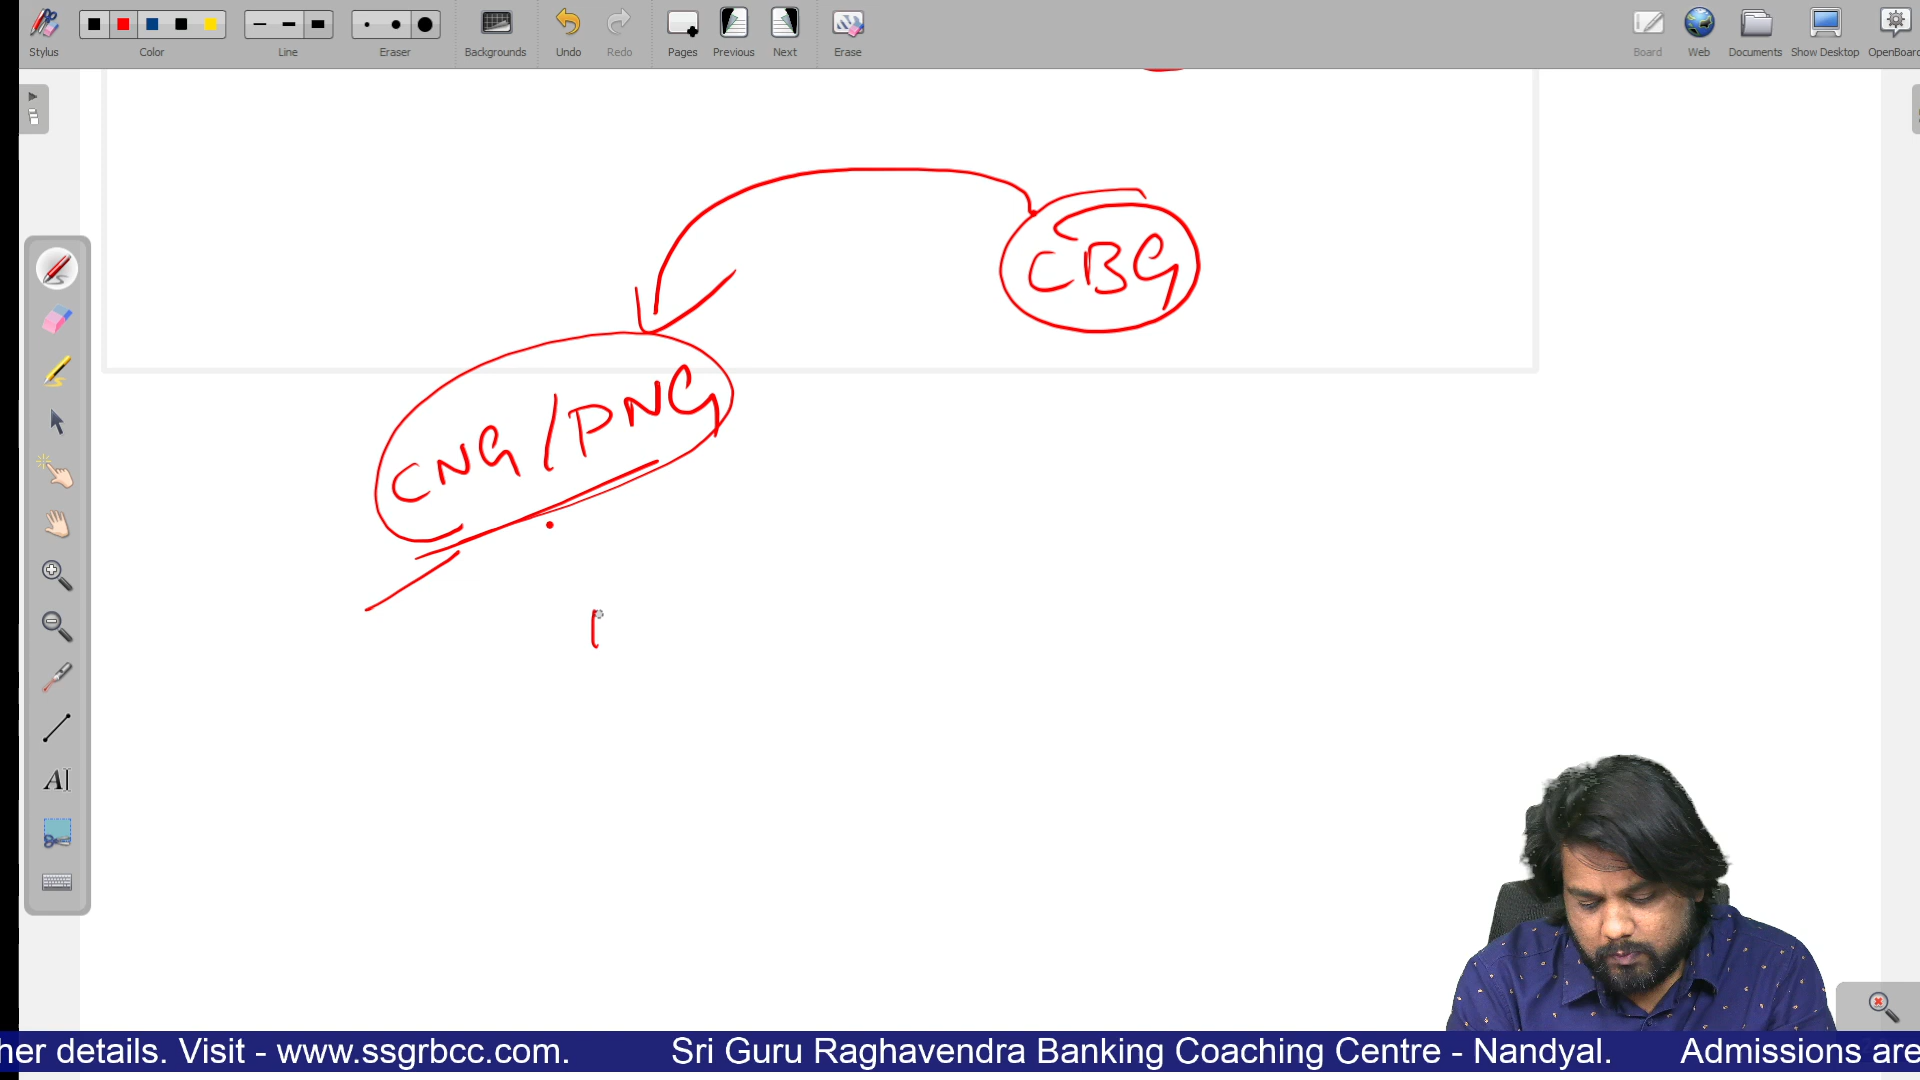 Stylus Color Line Eraser Backgrounds Undo Redo Pages Previous Next Erase Board Web Documents Show Desktop OpenBoard
CBG
CNG/PNG
her details. Visit - www.ssgrbcc.com. Sri Guru Raghavendra Banking Coaching Centre - Nandyal. Admissions are